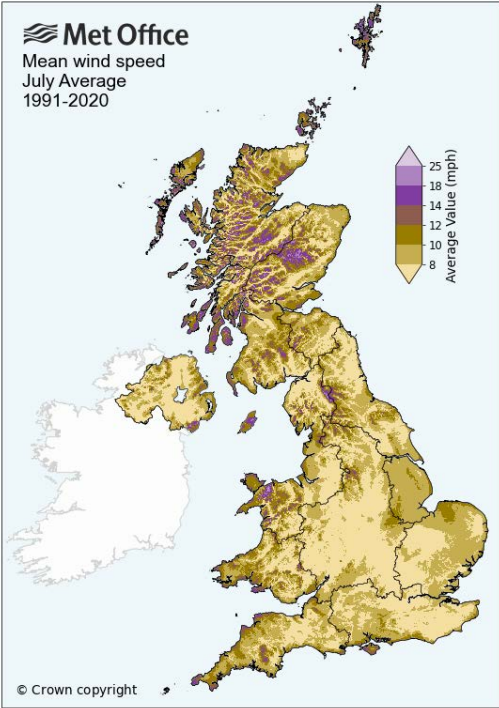 Met Office
Mean wind speed
July Average
1991-2020
25
18
14
12
10
8
Average Value (mph)
© Crown copyright